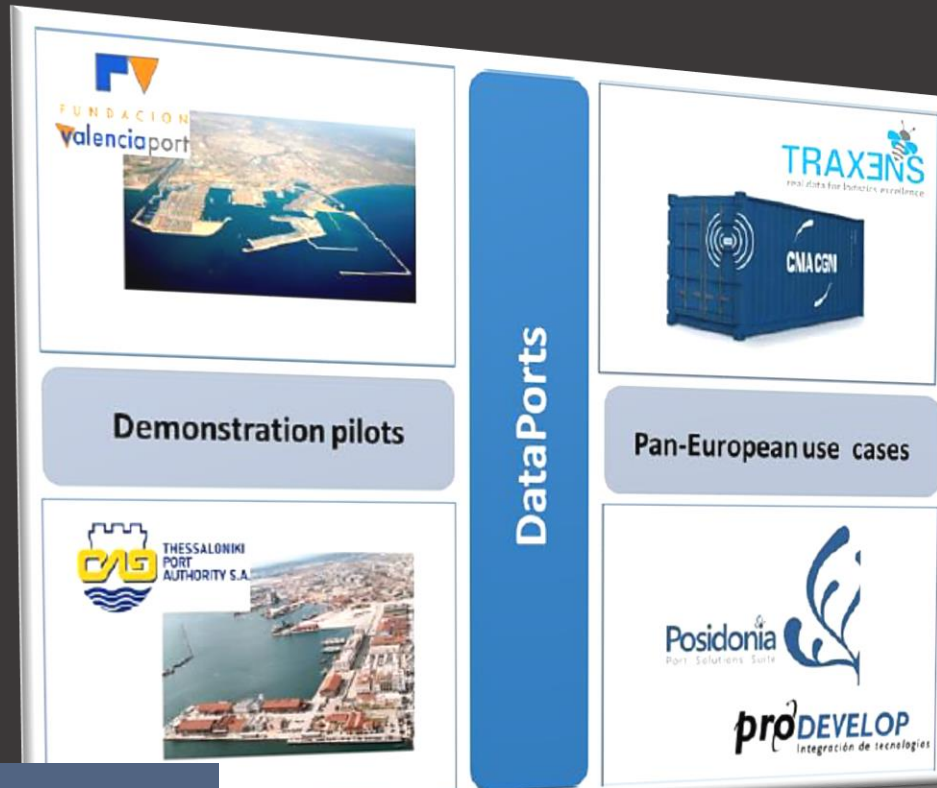 FUNDACION
valenciaport
Demonstration pilots
THESSALONIKI
PORT
AUTHORITY S.A.
DataPorts
TRAXENS
real data for logistics excellence
CMA CGM
Pan-European use cases
Posidonia
Port Solutions Suite
proDEVELOP
Integración de tecnologías